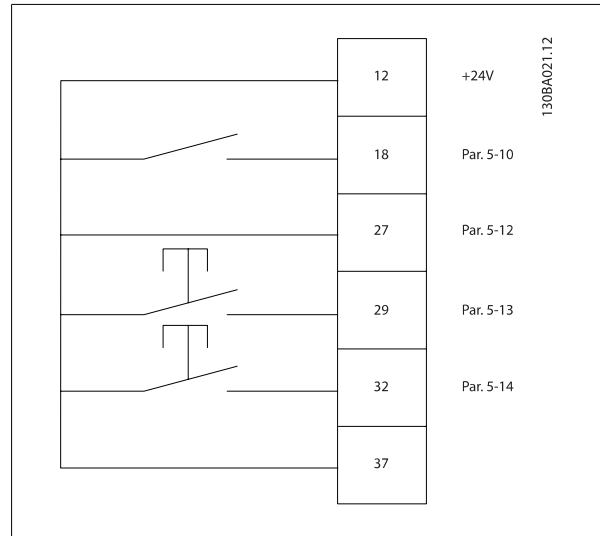 12 +24V
18 Par. 5-10
27 Par. 5-12
29 Par. 5-13
32 Par. 5-14
37
130BA021.12